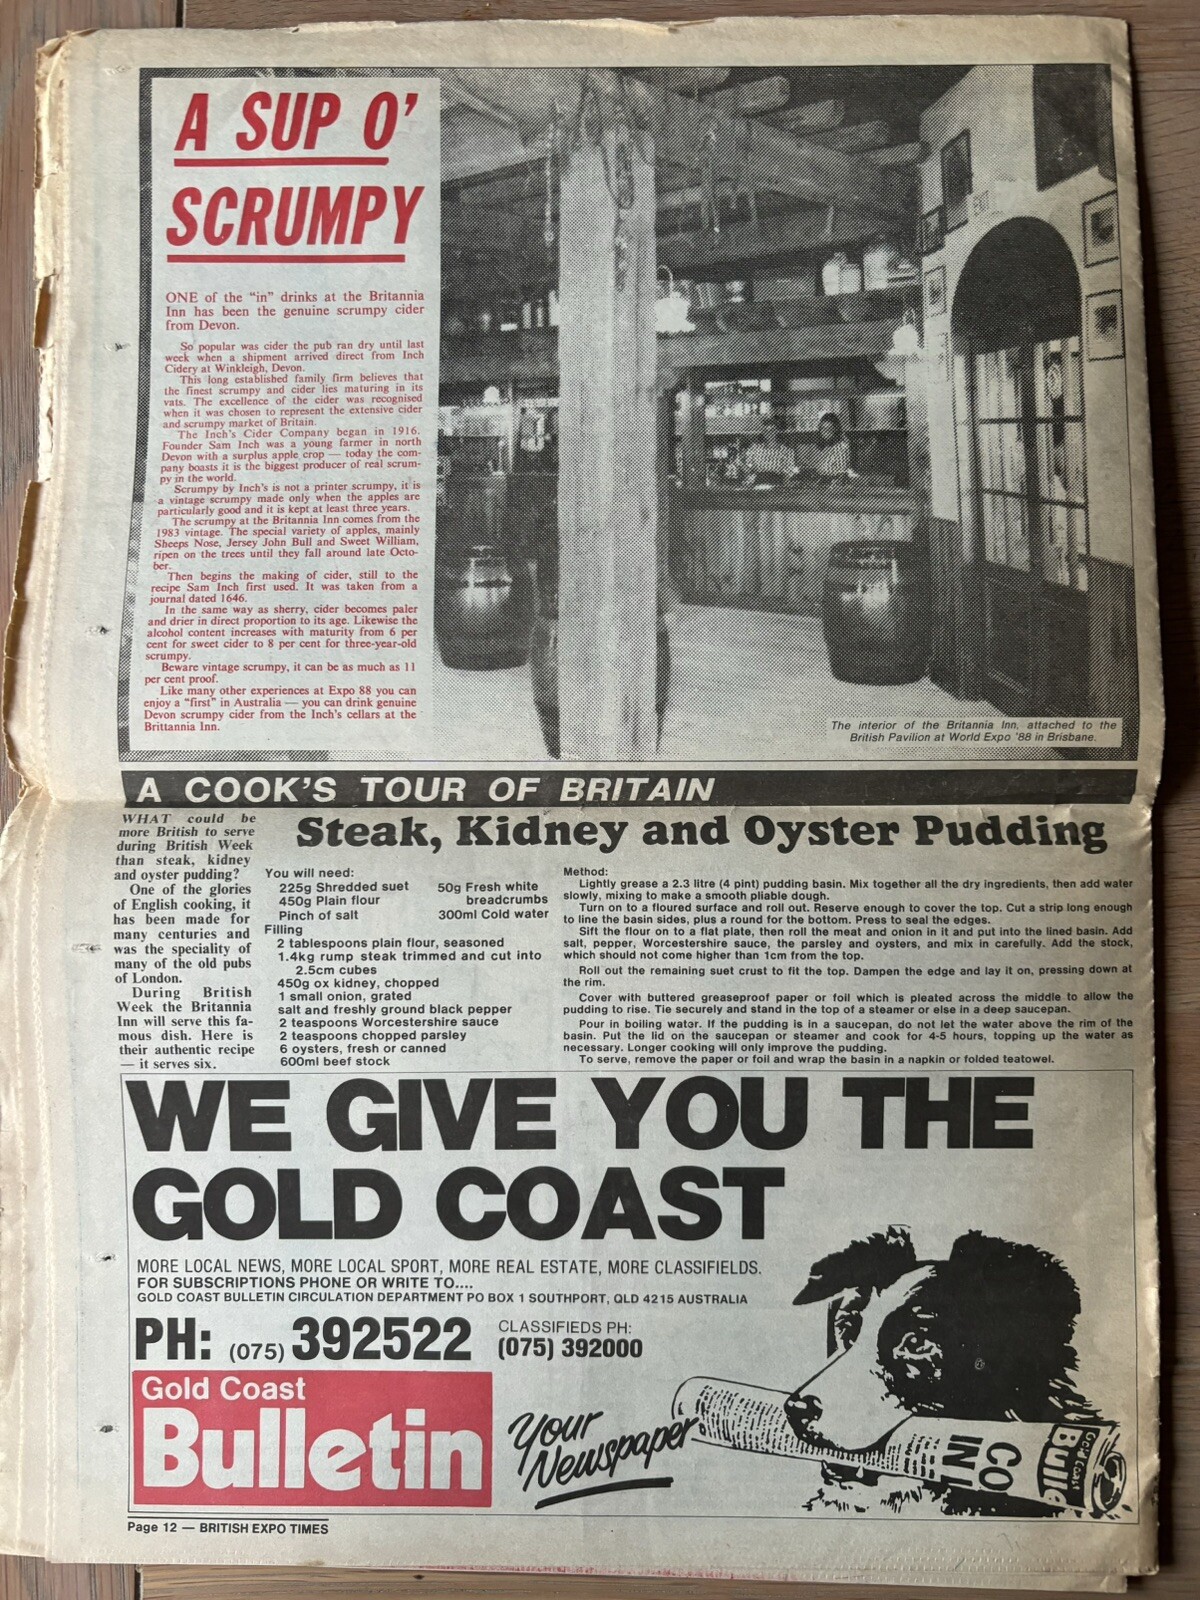 A SUP O'
SCRUMPY
ONE of the "in" drinks at the Britannia
Inn has been the genuine scrumpy cider
from Devon.
So popular was cider the pub ran dry until last
week when a shipment arrived direct from Inch
Cidery at Winkleigh, Devon.
This long established family firm believes that
the finest scrumpy and cider lies maturing in its
vats. The excellence of the cider was recognised
when it was chosen to represent the extensive cider
and scrumpy market of Britain.
The Inch's Cider Company began in 1916.
Founder Sam Inch was a young farmer in north
Devon with a surplus apple crop — today the com-
pany boasts it is the biggest producer of real scrum-
py in the world.
Scrumpy by Inch's is not a printer scrumpy, it is
a vintage scrumpy made only when the apples are
particularly good and it is kept at least three years.
The scrumpy at the Britannia Inn comes from the
1983 vintage. The special variety of apples, mainly
Sheeps Nose, Jersey John Bull and Sweet William,
ripen on the trees until they fall around late Octo-
ber.
Then begins the making of cider, still to the
recipe Sam Inch first used. It was taken from a
journal dated 1646.
In the same way as sherry, cider becomes paler
and drier in direct proportion to its age. Likewise the
alcohol content increases with maturity from 6 per
cent for sweet cider to 8 per cent for three-year-old
scrumpy.
Beware vintage scrumpy, it can be as much as 11
per cent proof.
Like many other experiences at Expo 88 you can
enjoy a "first" in Australia — you can drink genuine
Devon scrumpy cider from the Inch's cellars at the
Brittannia Inn.
EXIT
The interior of the Britannia Inn, attached to the
British Pavilion at World Expo '88 in Brisbane.
A COOK'S TOUR OF BRITAIN
WHAT could be
more British to serve
during British Week
than steak, kidney
and oyster pudding?
One of the glories
of English cooking, it
has been made for
many centuries and
was the speciality of
many of the old pubs
of London.
During British
Week the Britannia
Inn will serve this fa-
mous dish. Here is
their authentic recipe
— it serves six.
Steak, Kidney and Oyster Pudding
You will need:
225g Shredded suet
450g Plain flour
Pinch of salt
50g Fresh white
breadcrumbs
300ml Cold water
Filling
2 tablespoons plain flour, seasoned
1.4kg rump steak trimmed and cut into
2.5cm cubes
450g ox kidney, chopped
1 small onion, grated
salt and freshly ground black pepper
2 teaspoons Worcestershire sauce
2 teaspoons chopped parsley
6 oysters, fresh or canned
600ml beef stock
Method:
Lightly grease a 2.3 litre (4 pint) pudding basin. Mix together all the dry ingredients, then add water
slowly, mixing to make a smooth pliable dough.
Turn on to a floured surface and roll out. Reserve enough to cover the top. Cut a strip long enough
to line the basin sides, plus a round for the bottom. Press to seal the edges.
Sift the flour on to a flat plate, then roll the meat and onion in it and put into the lined basin. Add
salt, pepper, Worcestershire sauce, the parsley and oysters, and mix in carefully. Add the stock,
which should not come higher than 1cm from the top.
Roll out the remaining suet crust to fit the top. Dampen the edge and lay it on, pressing down at
the rim.
Cover with buttered greaseproof paper or foil which is pleated across the middle to allow the
pudding to rise. Tie securely and stand in the top of a steamer or else in a deep saucepan.
Pour in boiling watar. If the pudding is in a saucepan, do not let the water above the rim of the
basin. Put the lid on the saucepan or steamer and cook for 4-5 hours, topping up the water as
necessary. Longer cooking will only improve the pudding.
To serve, remove the paper or foil and wrap the basin in a napkin or folded teatowel.
WE GIVE YOU THE
GOLD COAST
MORE LOCAL NEWS, MORE LOCAL SPORT, MORE REAL ESTATE, MORE CLASSIFIEDS.
FOR SUBSCRIPTIONS PHONE OR WRITE TO....
GOLD COAST BULLETIN CIRCULATION DEPARTMENT PO BOX 1 SOUTHPORT, QLD 4215 AUSTRALIA
PH: (075) 392522
CLASSIFIEDS PH:
(075) 392000
Gold Coast
Bulletin
Your
Newspaper
CO
IN L
Gold Coast
Bulle
Page 12 — BRITISH EXPO TIMES